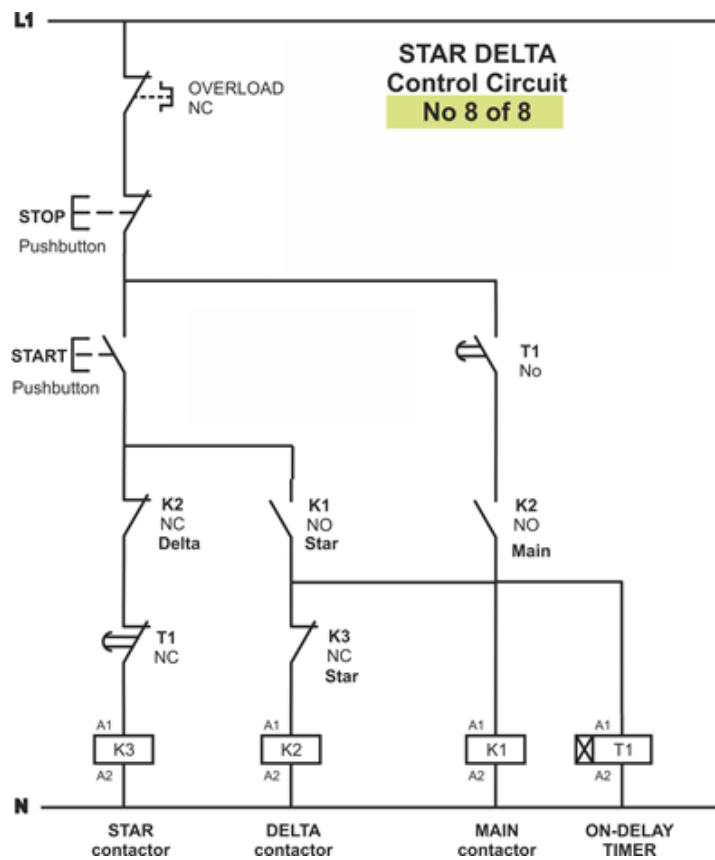 L1
STAR DELTA
Control Circuit
No 8 of 8
OVERLOAD
NC
STOP
Pushbutton
START
Pushbutton
T1
No
K2
NC
Delta
K1
NO
Star
K2
NO
Main
T1
NC
K3
NC
Star
A1
A1
A1
A1
K3
K2
K1
T1
A2
A2
A2
A2
N
STAR
contactor
DELTA
contactor
MAIN
contactor
ON-DELAY
TIMER